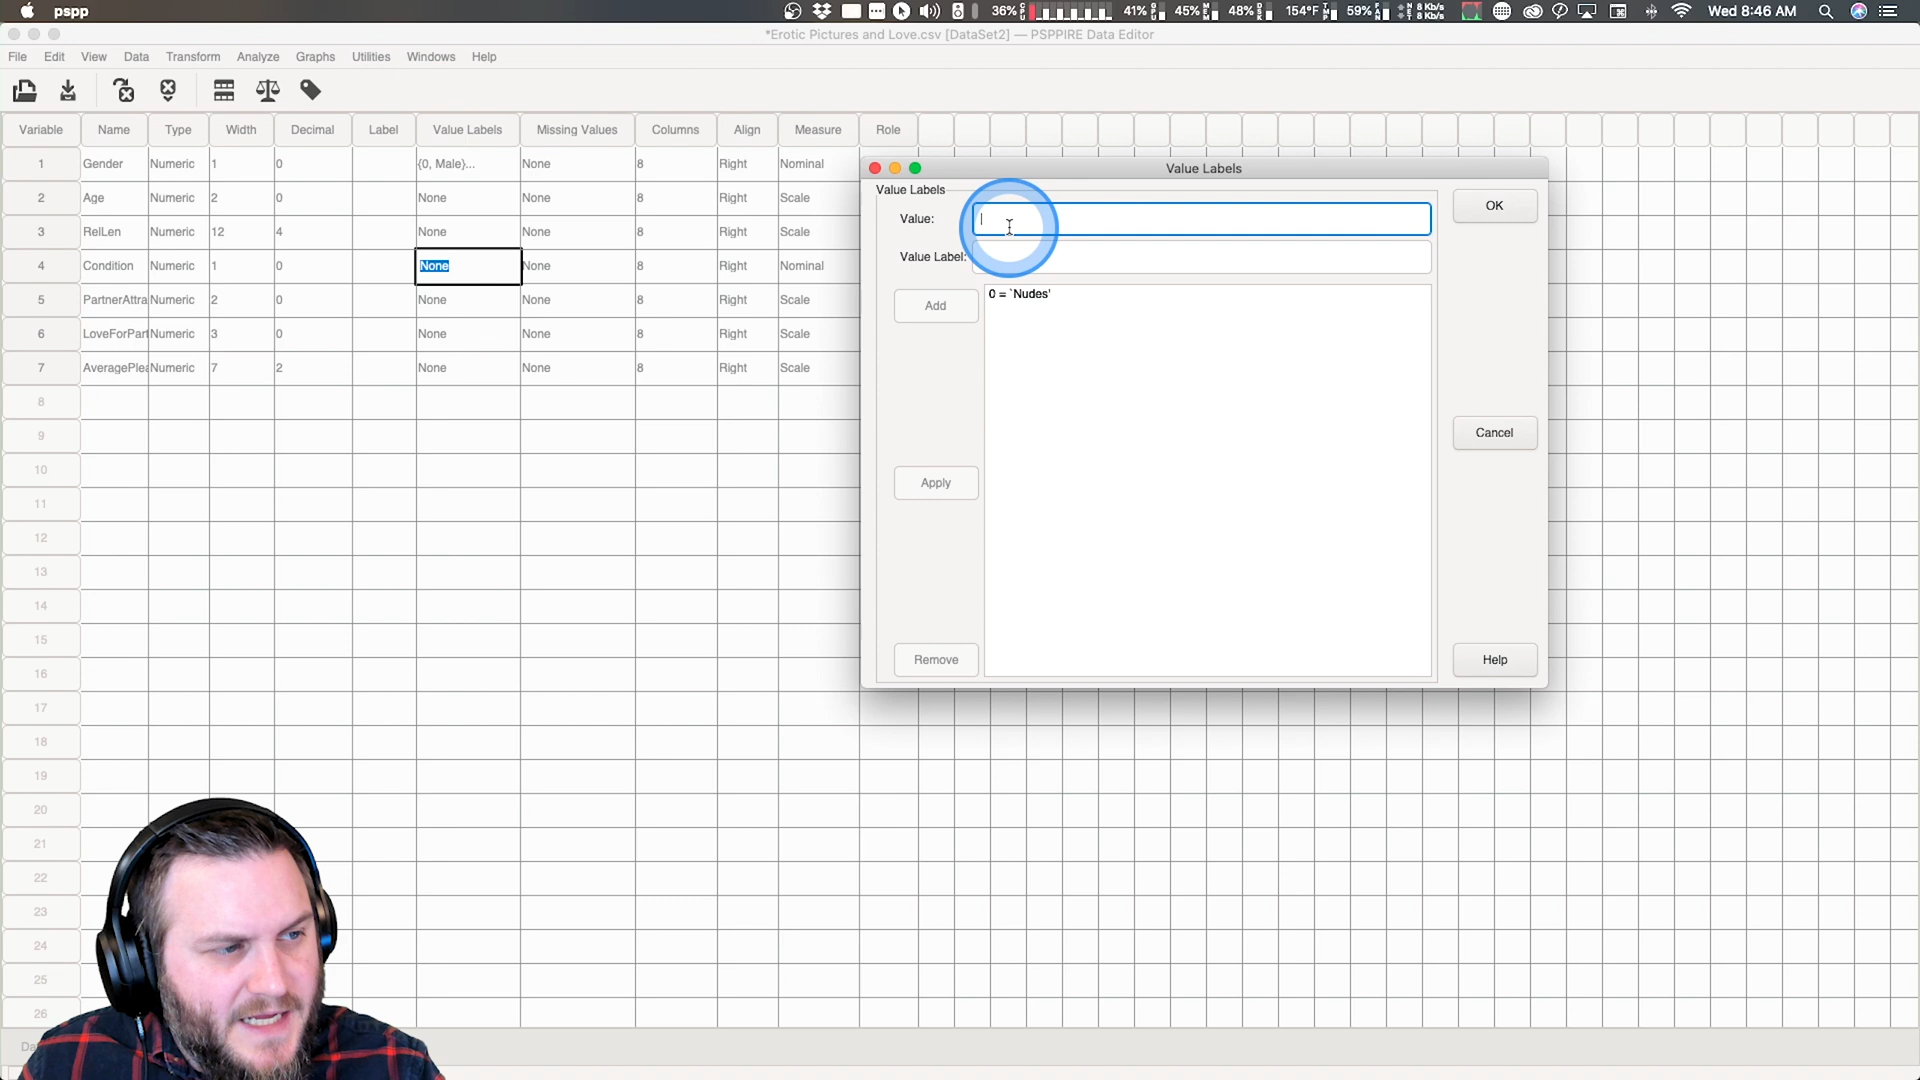 pspp
36% 41% 45% 48% 154°F 59% 8 Kb/s 8 Kb/s Wed 8:46 AM
*Erotic Pictures and Love.csv [DataSet2] — PSPPIRE Data Editor
File Edit View Data Transform Analyze Graphs Utilities Windows Help
Variable Name Type Width Decimal Label Value Labels Missing Values Columns Align Measure Role
1 Gender Numeric 1 0 {0, Male}... None 8 Right Nominal
2 Age Numeric 2 0 None None 8 Right Scale
3 RelLen Numeric 12 4 None None 8 Right Scale
4 Condition Numeric 1 0 None None 8 Right Nominal
5 PartnerAttra Numeric 2 0 None None 8 Right Scale
6 LoveForPart Numeric 3 0 None None 8 Right Scale
7 AveragePlea Numeric 7 2 None None 8 Right Scale
8
9
10
11
12
13
14
15
16
17
18
19
20
21
22
23
24
25
26
Value Labels
Value Labels
Value:
Value Label:
0 = `Nudes'
Add
Apply
Remove
OK
Cancel
Help